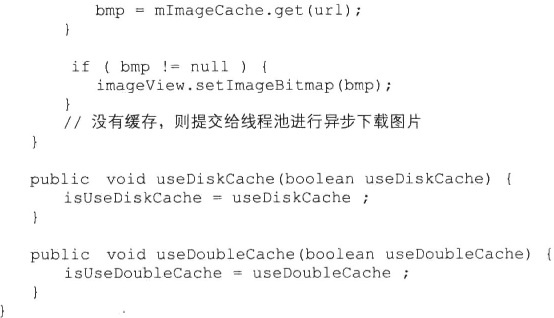 bmp = mImageCache.get(url);
}
if ( bmp != null ) {
imageView.setImageBitmap(bmp);
}
// 没有缓存，则提交给线程池进行异步下载图片
}
public void useDiskCache(boolean useDiskCache) {
isUseDiskCache = useDiskCache ;
}
public void useDoubleCache(boolean useDoubleCache) {
isUseDoubleCache = useDoubleCache ;
}
}